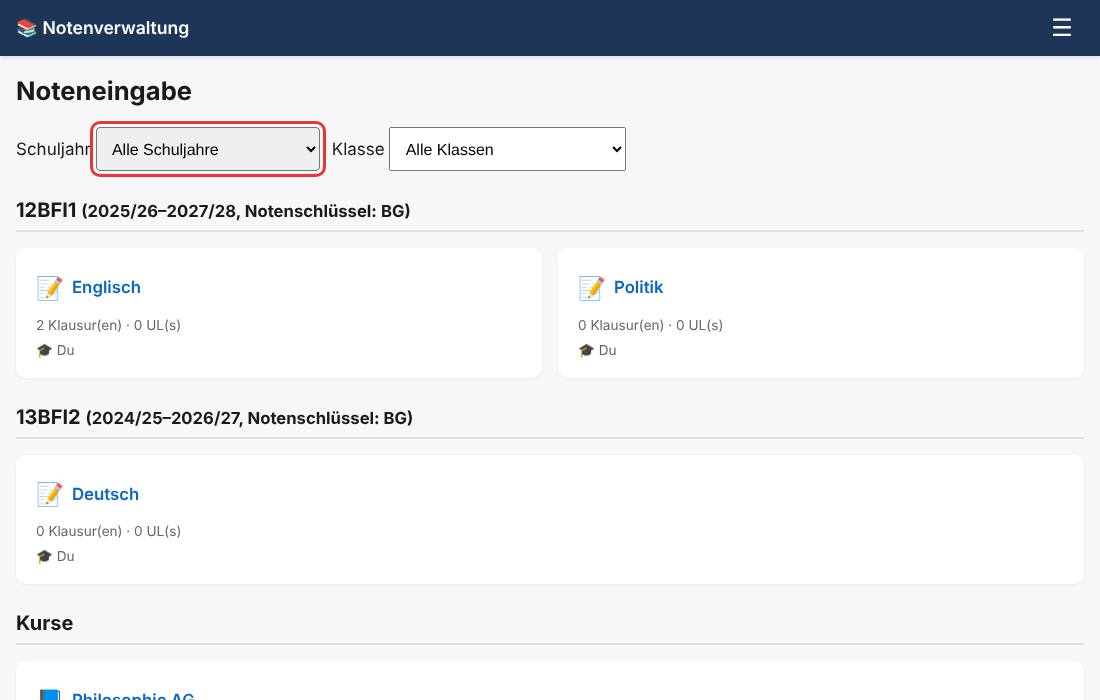 📚 Notenverwaltung ☰
Noteneingabe
Schuljahr Alle Schuljahre Klasse Alle Klassen
12BFI1 (2025/26–2027/28, Notenschlüssel: BG)
📝 Englisch
2 Klausur(en) · 0 UL(s)
🎓 Du
📝 Politik
0 Klausur(en) · 0 UL(s)
🎓 Du
13BFI2 (2024/25–2026/27, Notenschlüssel: BG)
📝 Deutsch
0 Klausur(en) · 0 UL(s)
🎓 Du
Kurse
📘 Philosophie AG